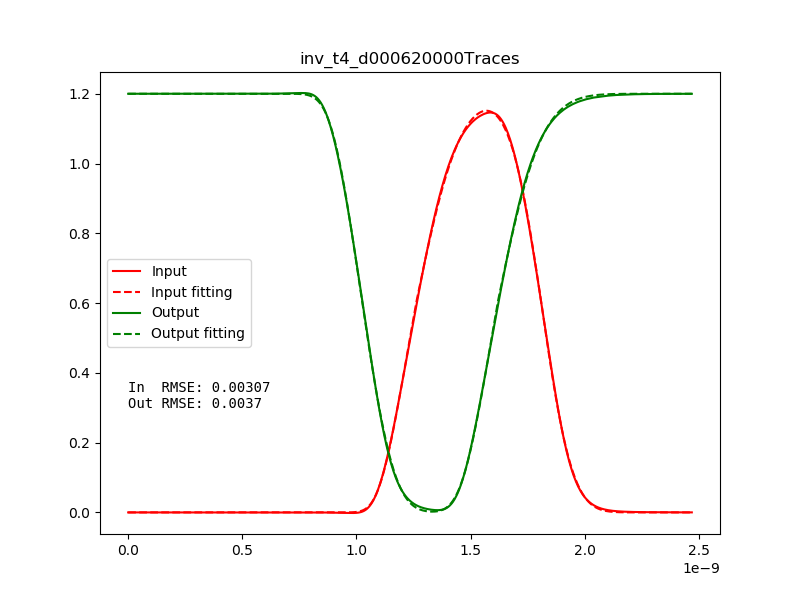 inv_t4_d000620000Traces
1.2
1.0
0.8
0.6
0.4
0.2
0.0
Input
Input fitting
Output
Output fitting
In  RMSE: 0.00307
Out RMSE: 0.0037
0.0
0.5
1.0
1.5
2.0
2.5
1e−9